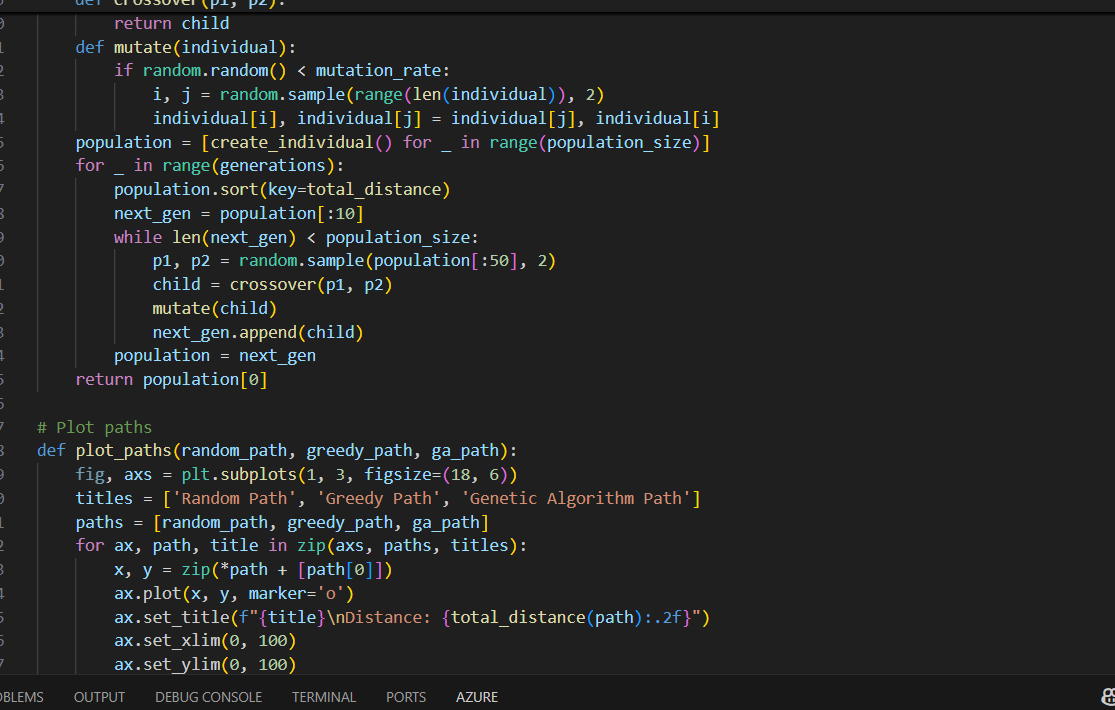 def crossover(p1, p2):
return child
def mutate(individual):
if random.random() < mutation_rate:
i, j = random.sample(range(len(individual)), 2)
individual[i], individual[j] = individual[j], individual[i]
population = [create_individual() for _ in range(population_size)]
for _ in range(generations):
population.sort(key=total_distance)
next_gen = population[:10]
while len(next_gen) < population_size:
p1, p2 = random.sample(population[:50], 2)
child = crossover(p1, p2)
mutate(child)
next_gen.append(child)
population = next_gen
return population[0]
# Plot paths
def plot_paths(random_path, greedy_path, ga_path):
fig, axs = plt.subplots(1, 3, figsize=(18, 6))
titles = ['Random Path', 'Greedy Path', 'Genetic Algorithm Path']
paths = [random_path, greedy_path, ga_path]
for ax, path, title in zip(axs, paths, titles):
x, y = zip(*path + [path[0]])
ax.plot(x, y, marker='o')
ax.set_title(f"{title}\nDistance: {total_distance(path):.2f}")
ax.set_xlim(0, 100)
ax.set_ylim(0, 100)
OBLEMS OUTPUT DEBUG CONSOLE TERMINAL PORTS AZURE